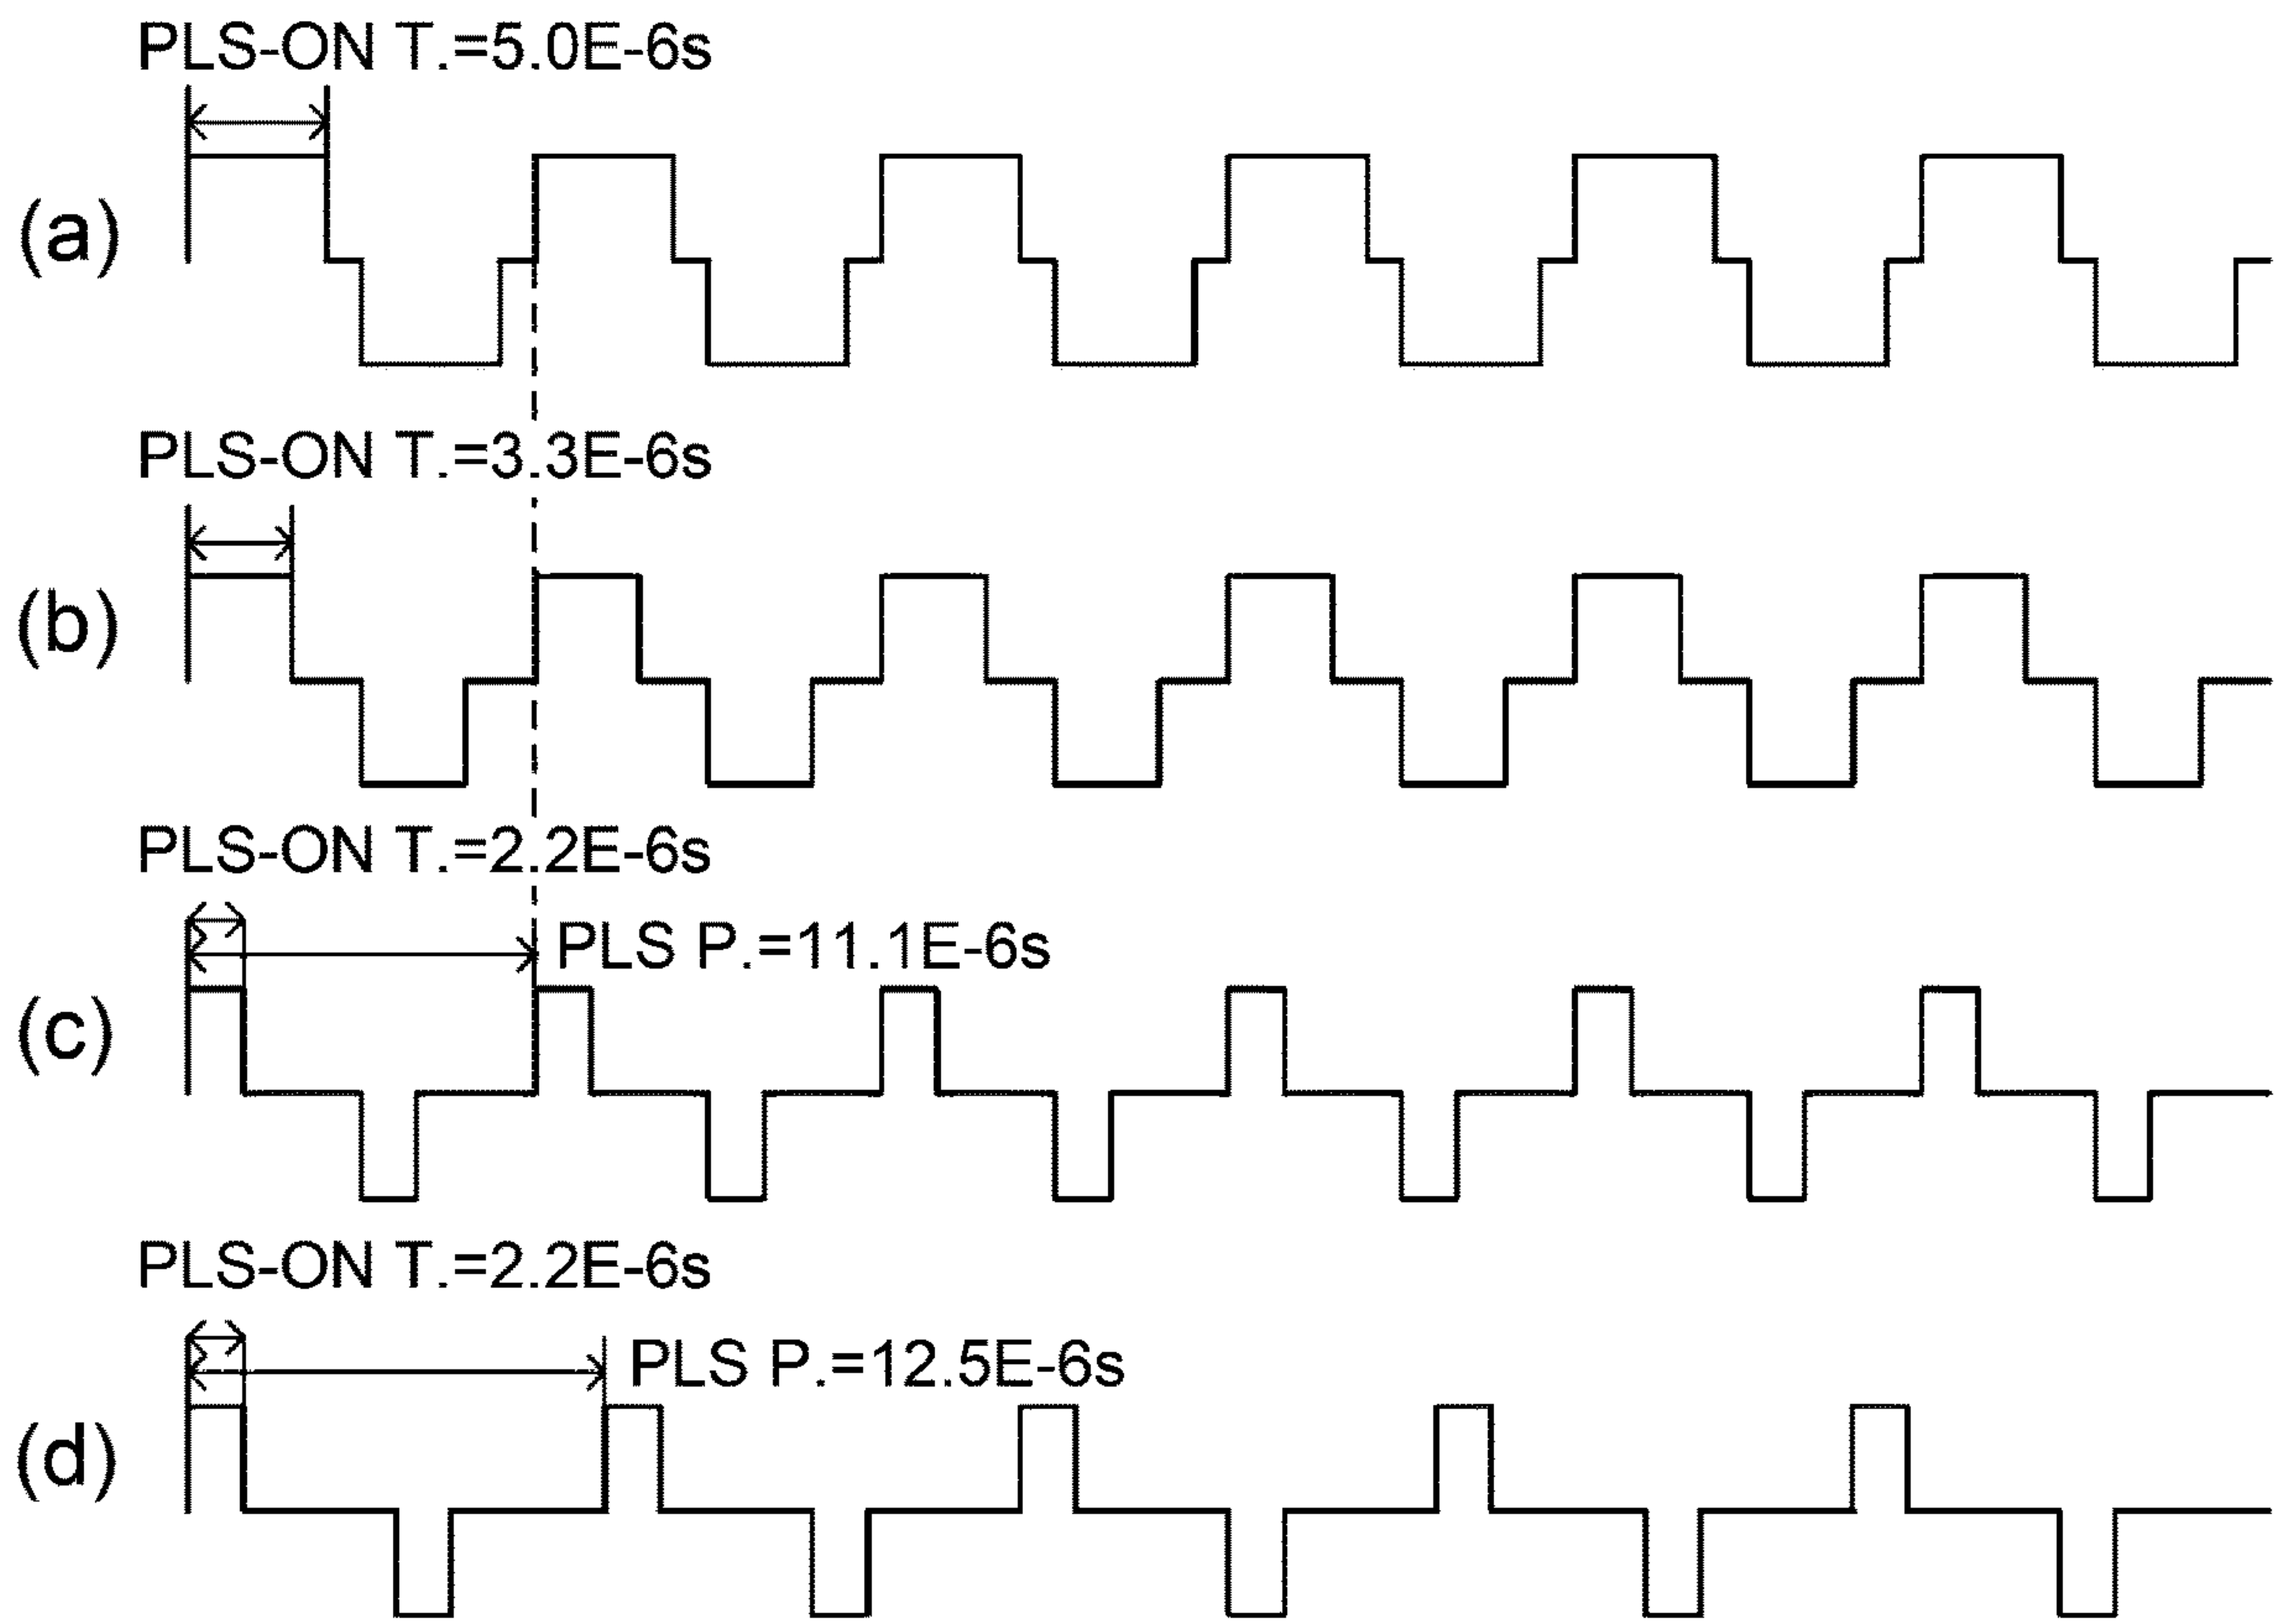 PLS-ON T.=5.0E-6s
(a)
PLS-ON T.=3.3E-6s
(b)
PLS-ON T.=2.2E-6s
PLS P.=11.1E-6s
(c)
PLS-ON T.=2.2E-6s
PLS P.=12.5E-6s
(d)